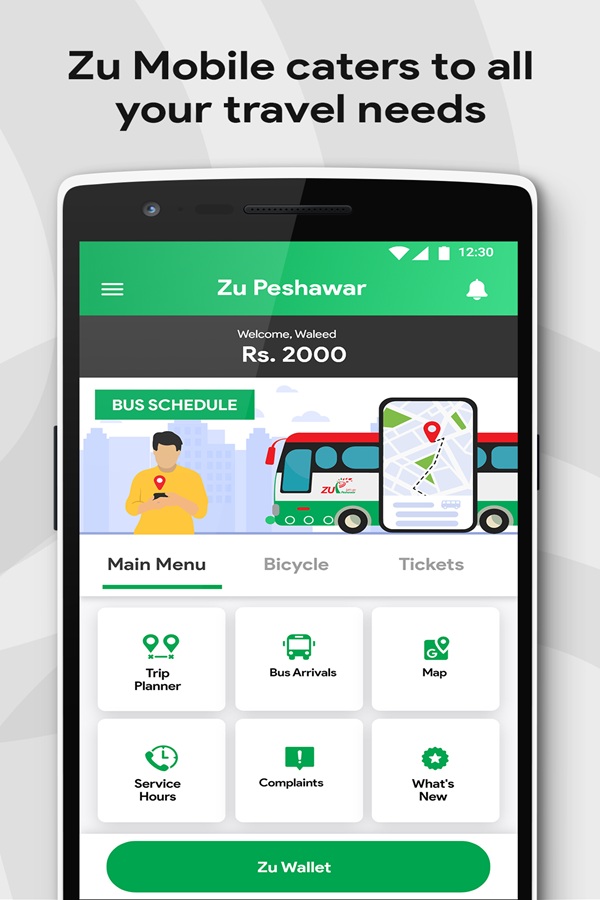 Zu Mobile caters to all
your travel needs
12:30
Zu Peshawar
Welcome, Waleed
Rs. 2000
BUS SCHEDULE
ZU
Main Menu
Bicycle
Tickets
Trip
Planner
Bus Arrivals
G
Map
Service
Hours
Complaints
What's
New
Zu Wallet